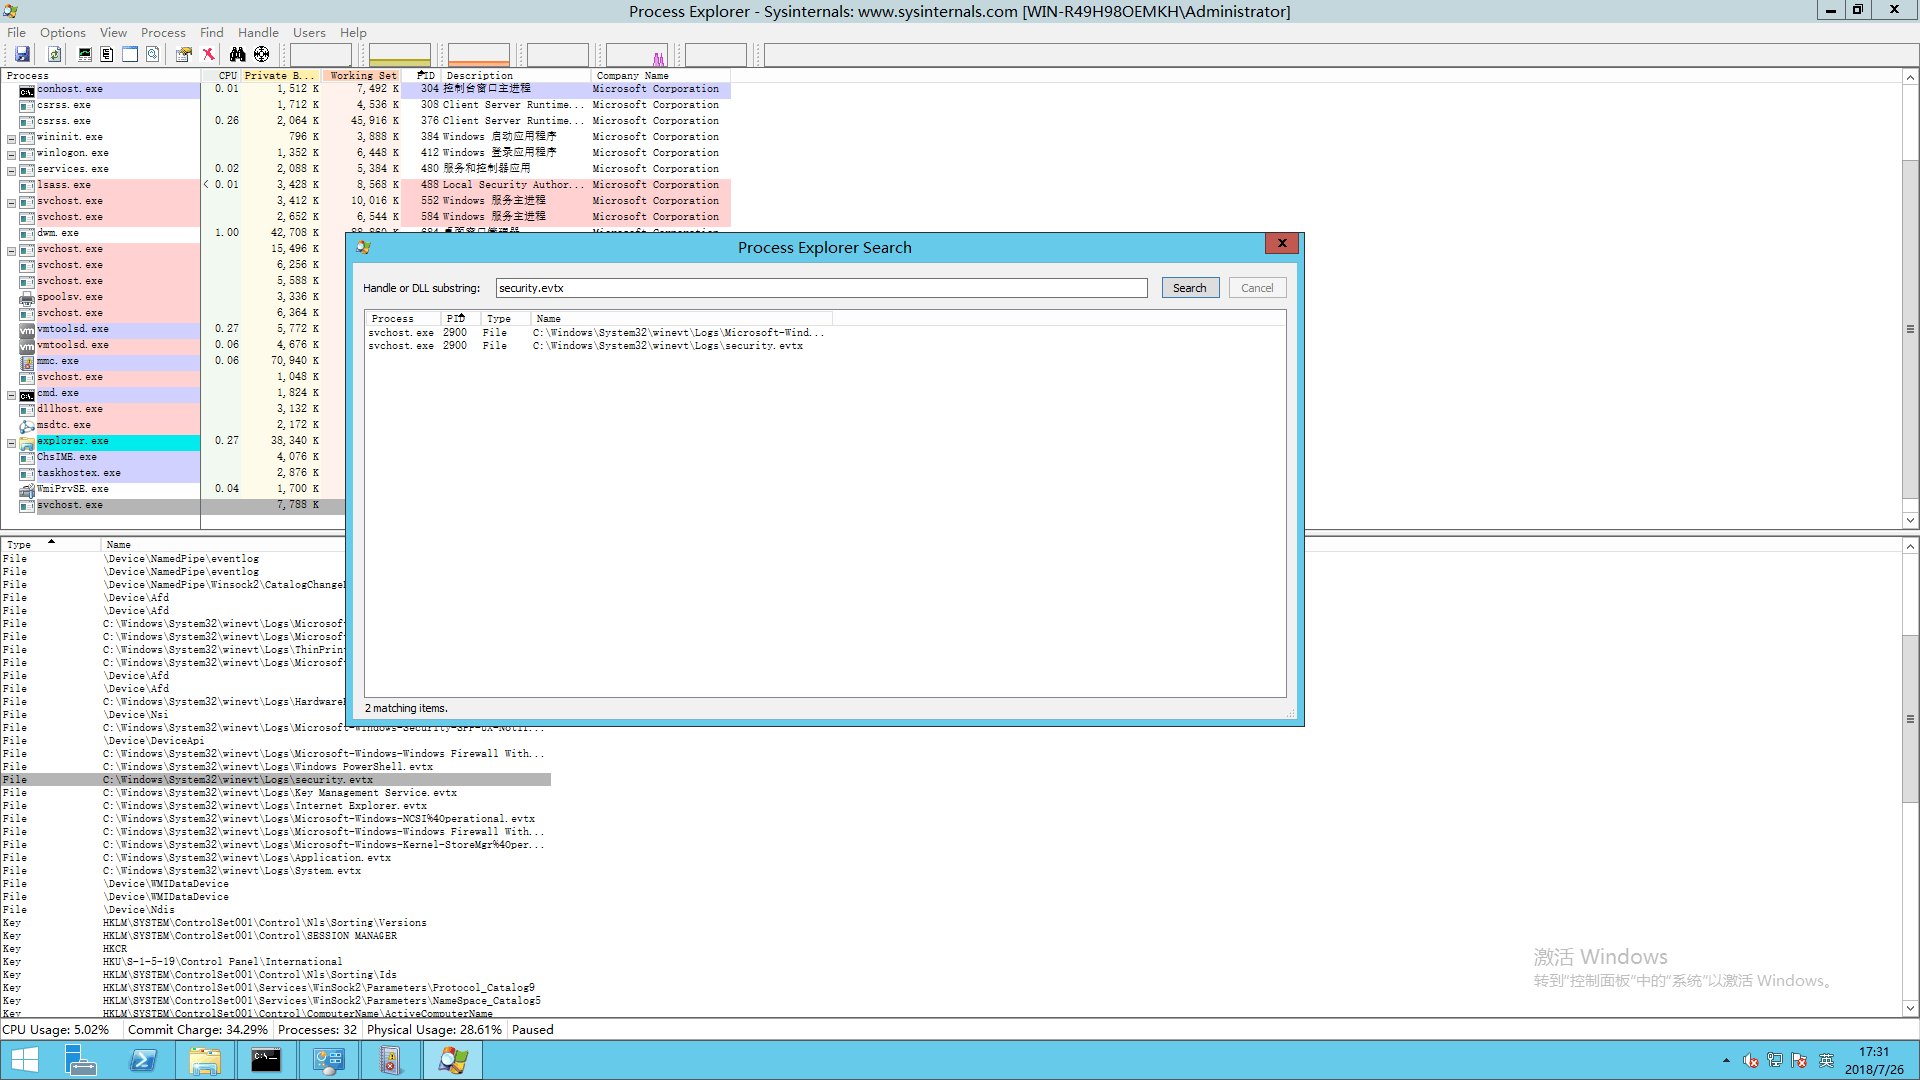 Process Explorer - Sysinternals: www.sysinternals.com [WIN-R49H98OEMKH\Administrator]
File Options View Process Find Handle Users Help
Process CPU Private B... Working Set PID Description Company Name
conhost.exe 0.01 1,512 K 7,492 K 304 控制台窗口主进程 Microsoft Corporation
csrss.exe 1,712 K 4,536 K 308 Client Server Runtime... Microsoft Corporation
csrss.exe 0.26 2,064 K 45,916 K 376 Client Server Runtime... Microsoft Corporation
wininit.exe 796 K 3,888 K 384 Windows 启动应用程序 Microsoft Corporation
winlogon.exe 1,352 K 6,448 K 412 Windows 登录应用程序 Microsoft Corporation
services.exe 0.02 2,088 K 5,384 K 480 服务和控制器应用 Microsoft Corporation
lsass.exe < 0.01 3,428 K 8,568 K 488 Local Security Author... Microsoft Corporation
svchost.exe 3,412 K 10,016 K 552 Windows 服务主进程 Microsoft Corporation
svchost.exe 2,652 K 6,544 K 584 Windows 服务主进程 Microsoft Corporation
dwm.exe 1.00 42,708 K
svchost.exe 15,496 K
svchost.exe 6,256 K
svchost.exe 5,588 K
spoolsv.exe 3,336 K
svchost.exe 6,364 K
vmtoolsd.exe 0.27 5,772 K
vmtoolsd.exe 0.06 4,676 K
mmc.exe 0.06 70,940 K
svchost.exe 1,048 K
cmd.exe 1,824 K
dllhost.exe 3,132 K
msdtc.exe 2,172 K
explorer.exe 0.27 38,340 K
ChsIME.exe 4,076 K
taskhostex.exe 2,876 K
WmiPrvSE.exe 0.04 1,700 K
svchost.exe 7,788 K
Process Explorer Search
Handle or DLL substring: security.evtx Search Cancel
Process PID Type Name
svchost.exe 2900 File C:\Windows\System32\winevt\Logs\Microsoft-Wind...
svchost.exe 2900 File C:\Windows\System32\winevt\Logs\security.evtx
2 matching items.
Type Name
File \Device\NamedPipe\eventlog
File \Device\NamedPipe\eventlog
File \Device\NamedPipe\Winsock2\CatalogChange
File \Device\Afd
File \Device\Afd
File C:\Windows\System32\winevt\Logs\Microsof
File C:\Windows\System32\winevt\Logs\Microsof
File C:\Windows\System32\winevt\Logs\ThinPrin
File C:\Windows\System32\winevt\Logs\Microsof
File \Device\Afd
File \Device\Afd
File C:\Windows\System32\winevt\Logs\Hardware
File \Device\Nsi
File C:\Windows\System32\winevt\Logs\Microsoft-Windows-Security-SPP-UX-Notif...
File \Device\DeviceApi
File C:\Windows\System32\winevt\Logs\Microsoft-Windows-Windows Firewall With...
File C:\Windows\System32\winevt\Logs\Windows PowerShell.evtx
File C:\Windows\System32\winevt\Logs\security.evtx
File C:\Windows\System32\winevt\Logs\Key Management Service.evtx
File C:\Windows\System32\winevt\Logs\Internet Explorer.evtx
File C:\Windows\System32\winevt\Logs\Microsoft-Windows-NCSI%4Operational.evtx
File C:\Windows\System32\winevt\Logs\Microsoft-Windows-Windows Firewall With...
File C:\Windows\System32\winevt\Logs\Microsoft-Windows-Kernel-StoreMgr%4Oper...
File C:\Windows\System32\winevt\Logs\Application.evtx
File C:\Windows\System32\winevt\Logs\System.evtx
File \Device\WMIDataDevice
File \Device\WMIDataDevice
File \Device\Ndis
Key HKLM\SYSTEM\ControlSet001\Control\Nls\Sorting\Versions
Key HKLM\SYSTEM\ControlSet001\Control\SESSION MANAGER
Key HKCR
Key HKU\S-1-5-19\Control Panel\International
Key HKLM\SYSTEM\ControlSet001\Control\Nls\Sorting\Ids
Key HKLM\SYSTEM\ControlSet001\Services\WinSock2\Parameters\Protocol_Catalog9
Key HKLM\SYSTEM\ControlSet001\Services\WinSock2\Parameters\NameSpace_Catalog5
Key HKLM\SYSTEM\ControlSet001\Control\ComputerName\ActiveComputerName
激活 Windows
转到"控制面板"中的"系统"以激活 Windows。
CPU Usage: 5.02% Commit Charge: 34.29% Processes: 32 Physical Usage: 28.61% Paused
英
17:31
2018/7/26